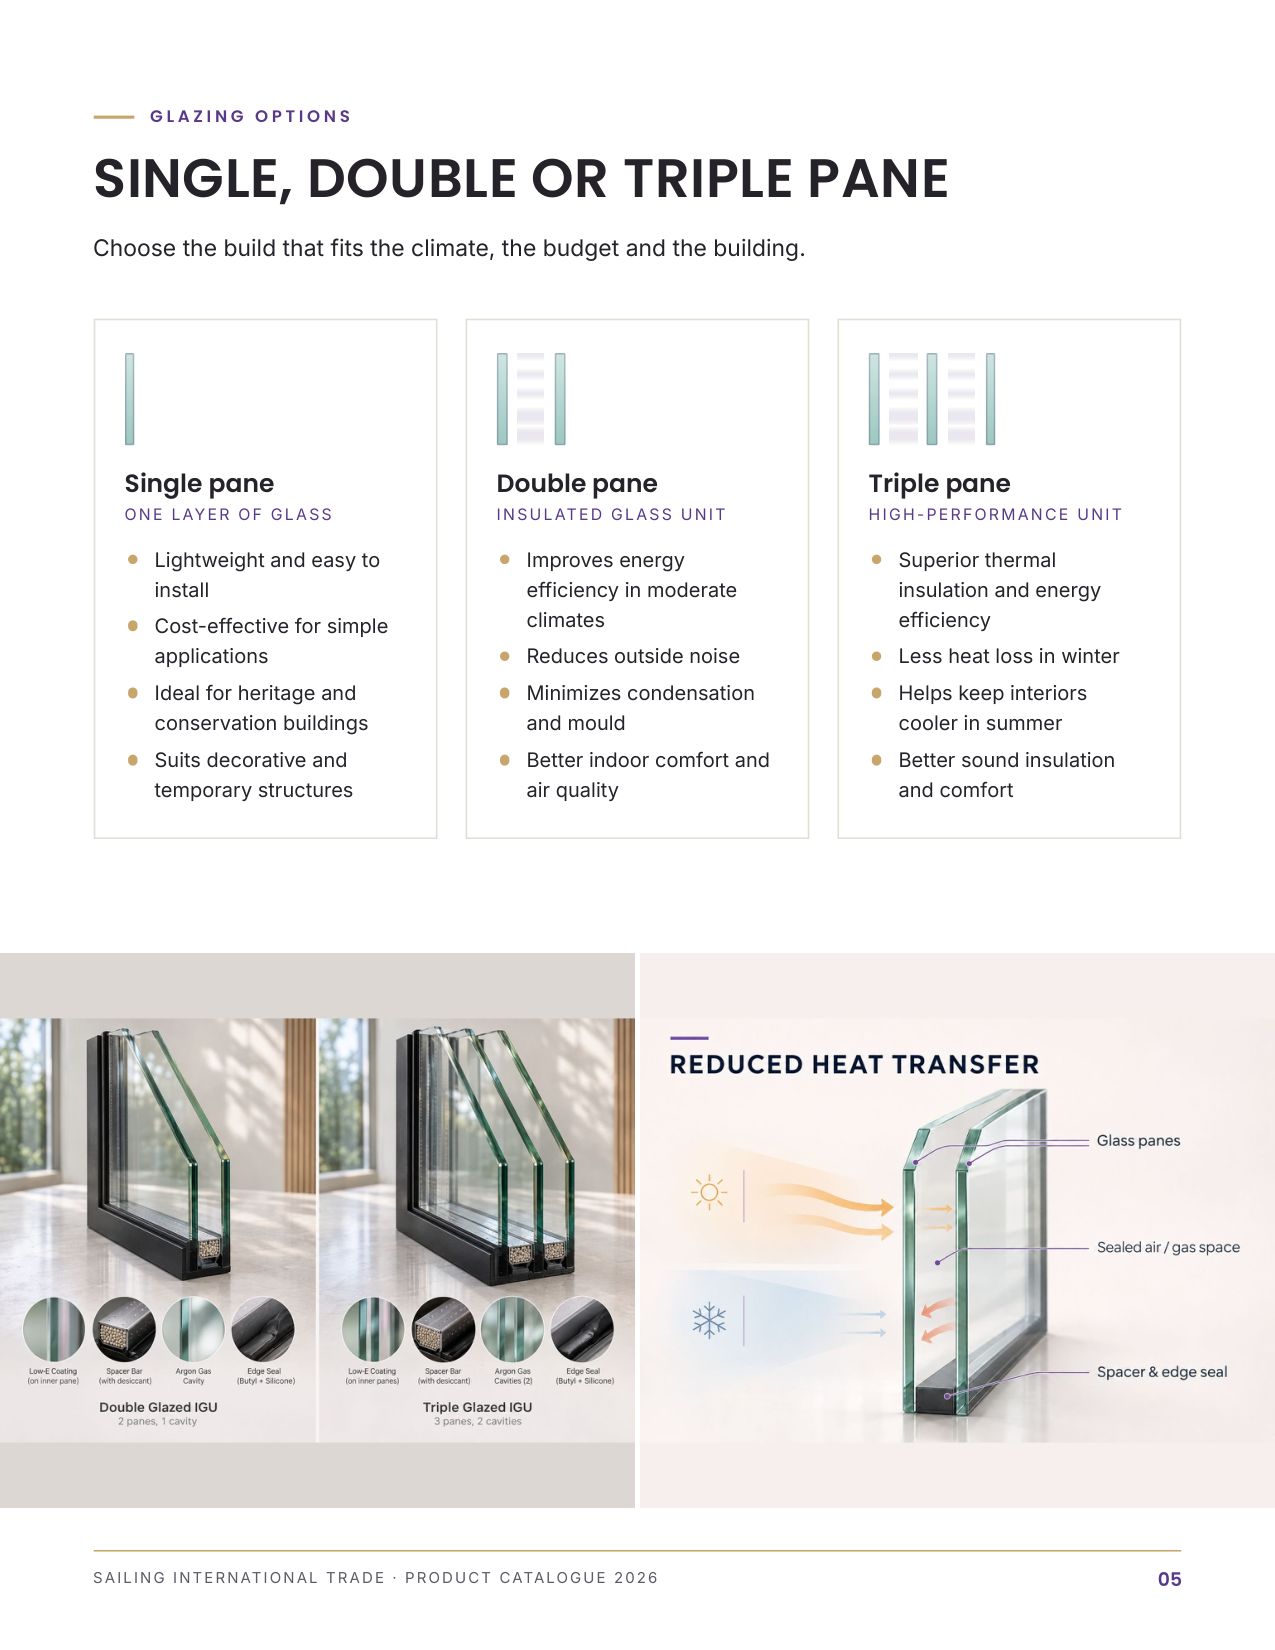 GLAZING OPTIONS
SINGLE, DOUBLE OR TRIPLE PANE
Choose the build that fits the climate, the budget and the building.
Single pane
ONE LAYER OF GLASS
Lightweight and easy to
install
Cost-effective for simple
applications
Ideal for heritage and
conservation buildings
Suits decorative and
temporary structures
Double pane
INSULATED GLASS UNIT
Improves energy
efficiency in moderate
climates
Reduces outside noise
Minimizes condensation
and mould
Better indoor comfort and
air quality
Triple pane
HIGH-PERFORMANCE UNIT
Superior thermal
insulation and energy
efficiency
Less heat loss in winter
Helps keep interiors
cooler in summer
Better sound insulation
and comfort
Low-E Coating
(on inner pane)
Spacer Bar
(with desiccant)
Argon Gas
Cavity
Edge Seal
(Butyl + Silicone)
Double Glazed IGU
2 panes, 1 cavity
Low-E Coating
(on inner panes)
Spacer Bar
(with desiccant)
Argon Gas
Cavities (2)
Edge Seal
(Butyl + Silicone)
Triple Glazed IGU
3 panes, 2 cavities
REDUCED HEAT TRANSFER
Glass panes
Sealed air / gas space
Spacer & edge seal
SAILING INTERNATIONAL TRADE · PRODUCT CATALOGUE 2026
05